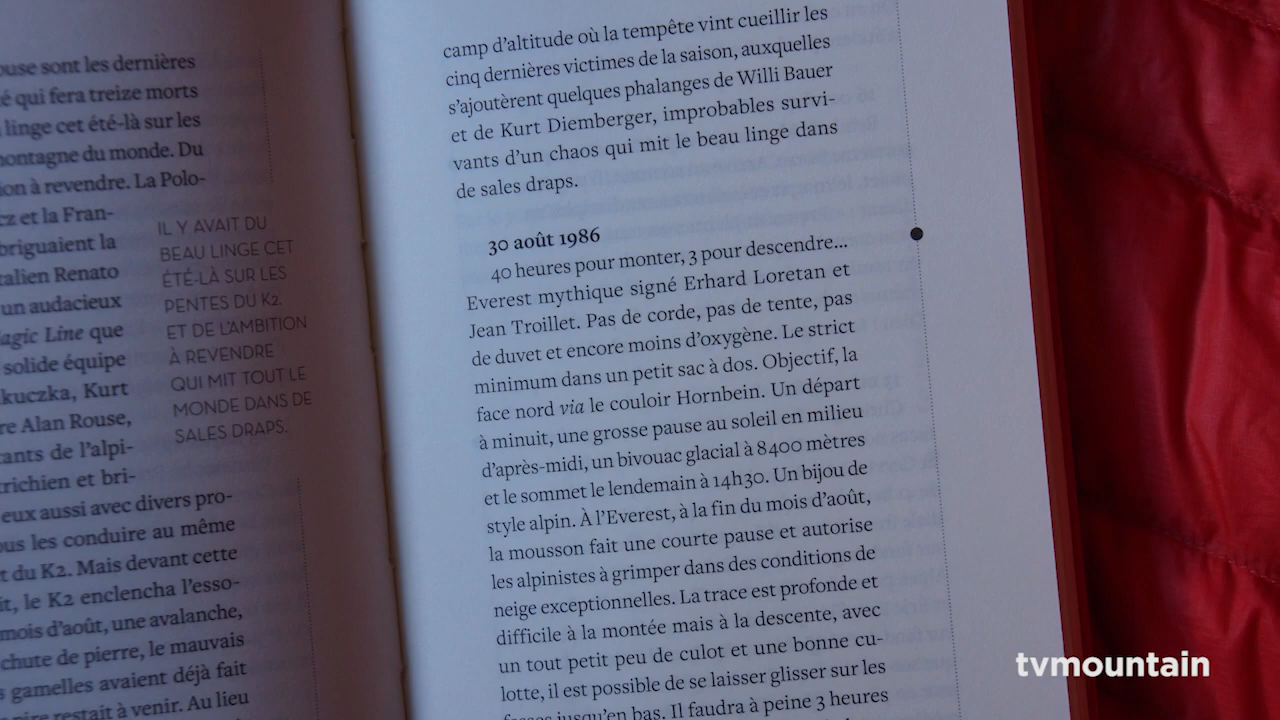 ouse sont les dernières
é qui fera treize morts
linge cet été-là sur les
montagne du monde. Du
ion à revendre. La Polo-
cz et la Fran-
briguaient la
talien Renato
un audacieux
Magic Line que
solide équipe
kuczka, Kurt
re Alan Rouse,
tants de l'alpi-
trichien et bri-
eux aussi avec divers pro-
ous les conduire au même
t du K2. Mais devant cette
it, le K2 enclencha l'esso-
mois d'août, une avalanche,
chute de pierre, le mauvais
s gamelles avaient déjà fait
pire restait à venir. Au lieu
IL Y AVAIT DU
BEAU LINGE CET
ÉTÉ-LÀ SUR LES
PENTES DU K2.
ET DE L'AMBITION
À REVENDRE
QUI MIT TOUT LE
MONDE DANS DE
SALES DRAPS.
camp d'altitude où la tempête vint cueillir les
cinq dernières victimes de la saison, auxquelles
s'ajoutèrent quelques phalanges de Willi Bauer
et de Kurt Diemberger, improbables survi-
vants d'un chaos qui mit le beau linge dans
de sales draps.
30 août 1986
40 heures pour monter, 3 pour descendre...
Everest mythique signé Erhard Loretan et
Jean Troillet. Pas de corde, pas de tente, pas
de duvet et encore moins d'oxygène. Le strict
minimum dans un petit sac à dos. Objectif, la
face nord via le couloir Hornbein. Un départ
à minuit, une grosse pause au soleil en milieu
d'après-midi, un bivouac glacial à 8400 mètres
et le sommet le lendemain à 14h30. Un bijou de
style alpin. À l'Everest, à la fin du mois d'août,
la mousson fait une courte pause et autorise
les alpinistes à grimper dans des conditions de
neige exceptionnelles. La trace est profonde et
difficile à la montée mais à la descente, avec
un tout petit peu de culot et une bonne cu-
lotte, il est possible de se laisser glisser sur les
fesses jusqu'en bas. Il faudra à peine 3 heures
tvmountain